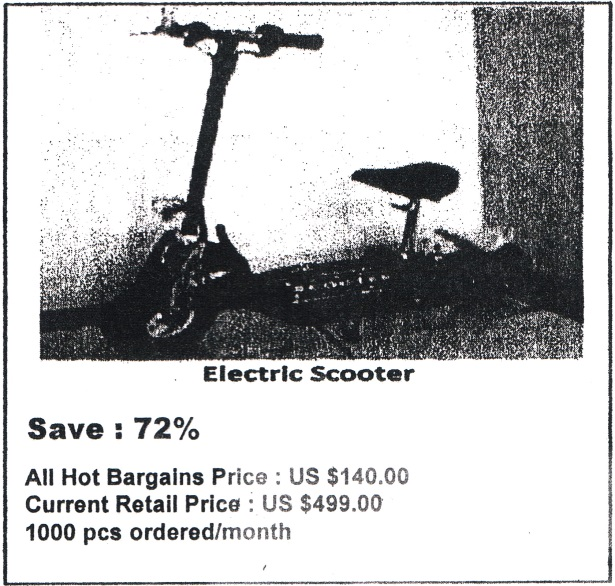 Electric Scooter
Save : 72%
All Hot Bargains Price : US $140.00
Current Retail Price : US $499.00
1000 pcs ordered/month